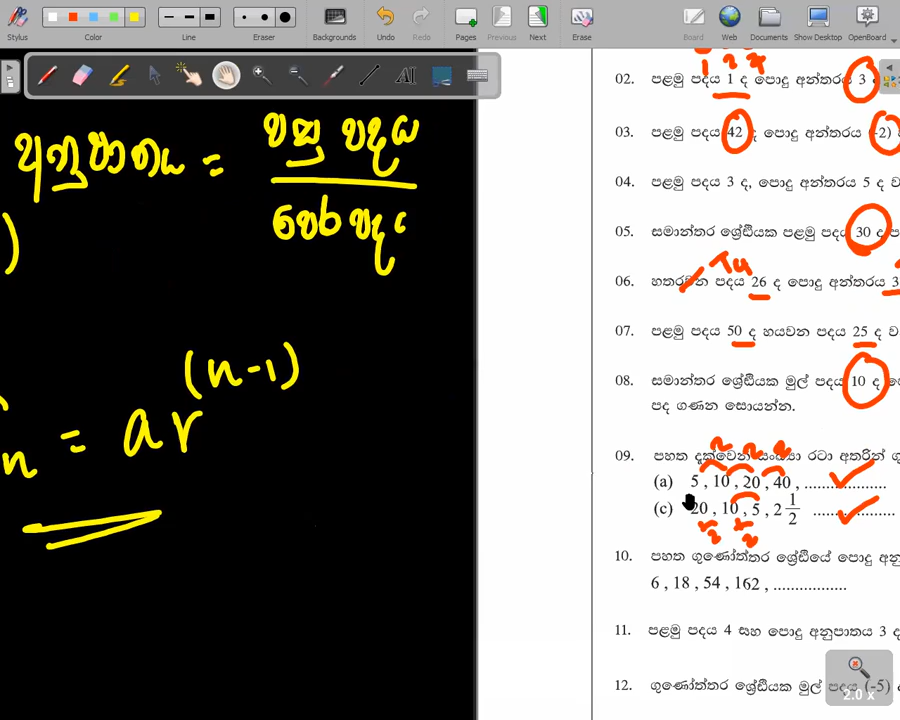 Stylus
Color
Line
Eraser
Backgrounds
Undo
Redo
Pages
Previous
Next
Erase
Board
Web
Documents
Show Desktop
OpenBoard
අනුපාතය = පසු පදය
පෙර පදය
)
n = ar^(n-1)
02. පළමු පදය 1 ද පොදු අන්තරය 3
03. පළමු පදය 42 ද පොදු අන්තරය (-2)
04. පළමු පදය 3 ද, පොදු අන්තරය 5 ද ව
05. සමාන්තර ශ්‍රේඪියක පළමු පදය 30 ද ප
06. හතරවන පදය 26 ද පොදු අන්තරය 3
T4
07. පළමු පදය 50 ද හයවන පදය 25 ද ව
08. සමාන්තර ශ්‍රේඪියක මුල් පදය 10 ද
පද ගණන සොයන්න.
09. පහත දැක්වෙන සංඛ්‍යා රටා අතරින් ගු
2 2 2
(a) 5 , 10 , 20 , 40 , ..................
(c) 20 , 10 , 5 , 2 1/2 ..................
10. පහත ගුණෝත්තර ශ්‍රේඪියේ පොදු අනු
6 , 18 , 54 , 162 , ..................
11. පළමු පදය 4 සහ පොදු අනුපාතය 3 ද
12. ගුණෝත්තර ශ්‍රේඪියක මුල් පදය (-5)
2.0 x